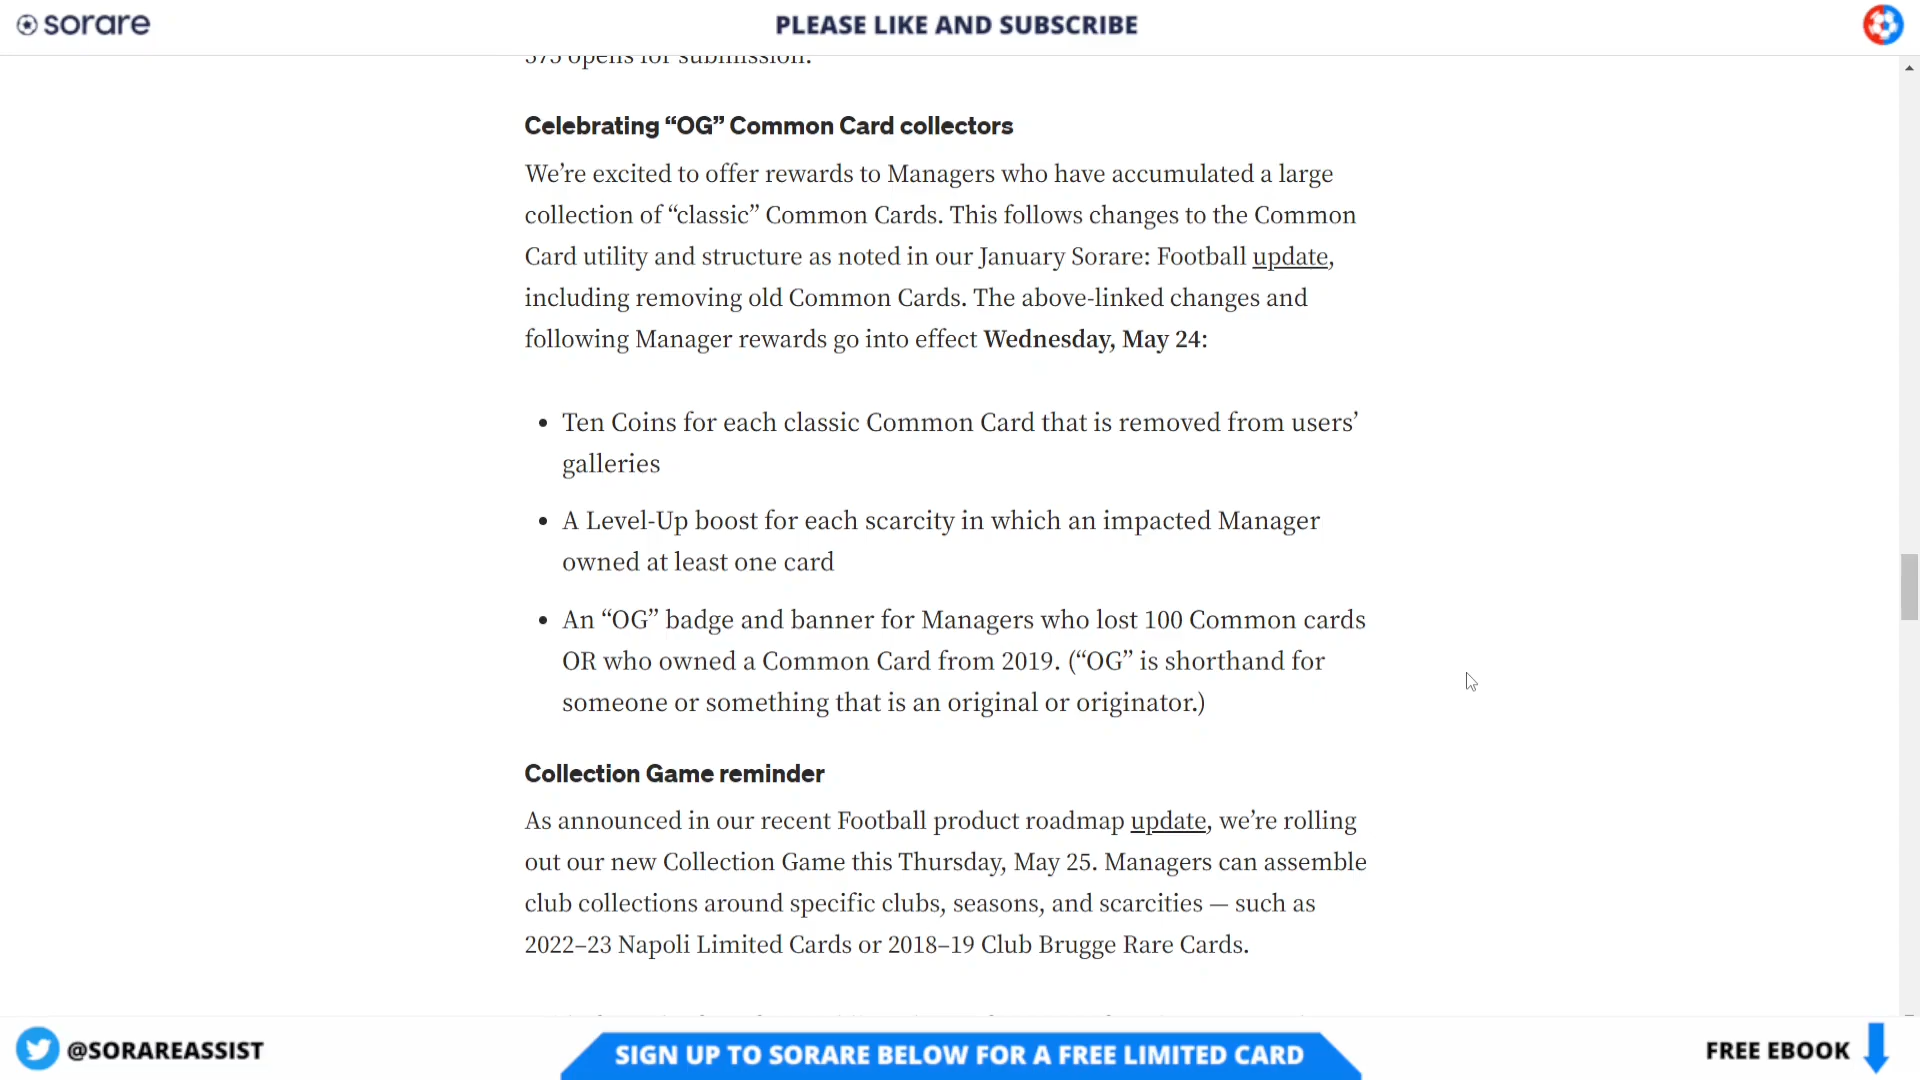 sorare
PLEASE LIKE AND SUBSCRIBE
373 opens for submission.
Celebrating “OG” Common Card collectors
We’re excited to offer rewards to Managers who have accumulated a large
collection of “classic” Common Cards. This follows changes to the Common
Card utility and structure as noted in our January Sorare: Football update,
including removing old Common Cards. The above-linked changes and
following Manager rewards go into effect Wednesday, May 24:
• Ten Coins for each classic Common Card that is removed from users’
galleries
• A Level-Up boost for each scarcity in which an impacted Manager
owned at least one card
• An “OG” badge and banner for Managers who lost 100 Common cards
OR who owned a Common Card from 2019. (“OG” is shorthand for
someone or something that is an original or originator.)
Collection Game reminder
As announced in our recent Football product roadmap update, we’re rolling
out our new Collection Game this Thursday, May 25. Managers can assemble
club collections around specific clubs, seasons, and scarcities — such as
2022–23 Napoli Limited Cards or 2018–19 Club Brugge Rare Cards.
@SORAREASSIST
SIGN UP TO SORARE BELOW FOR A FREE LIMITED CARD
FREE EBOOK